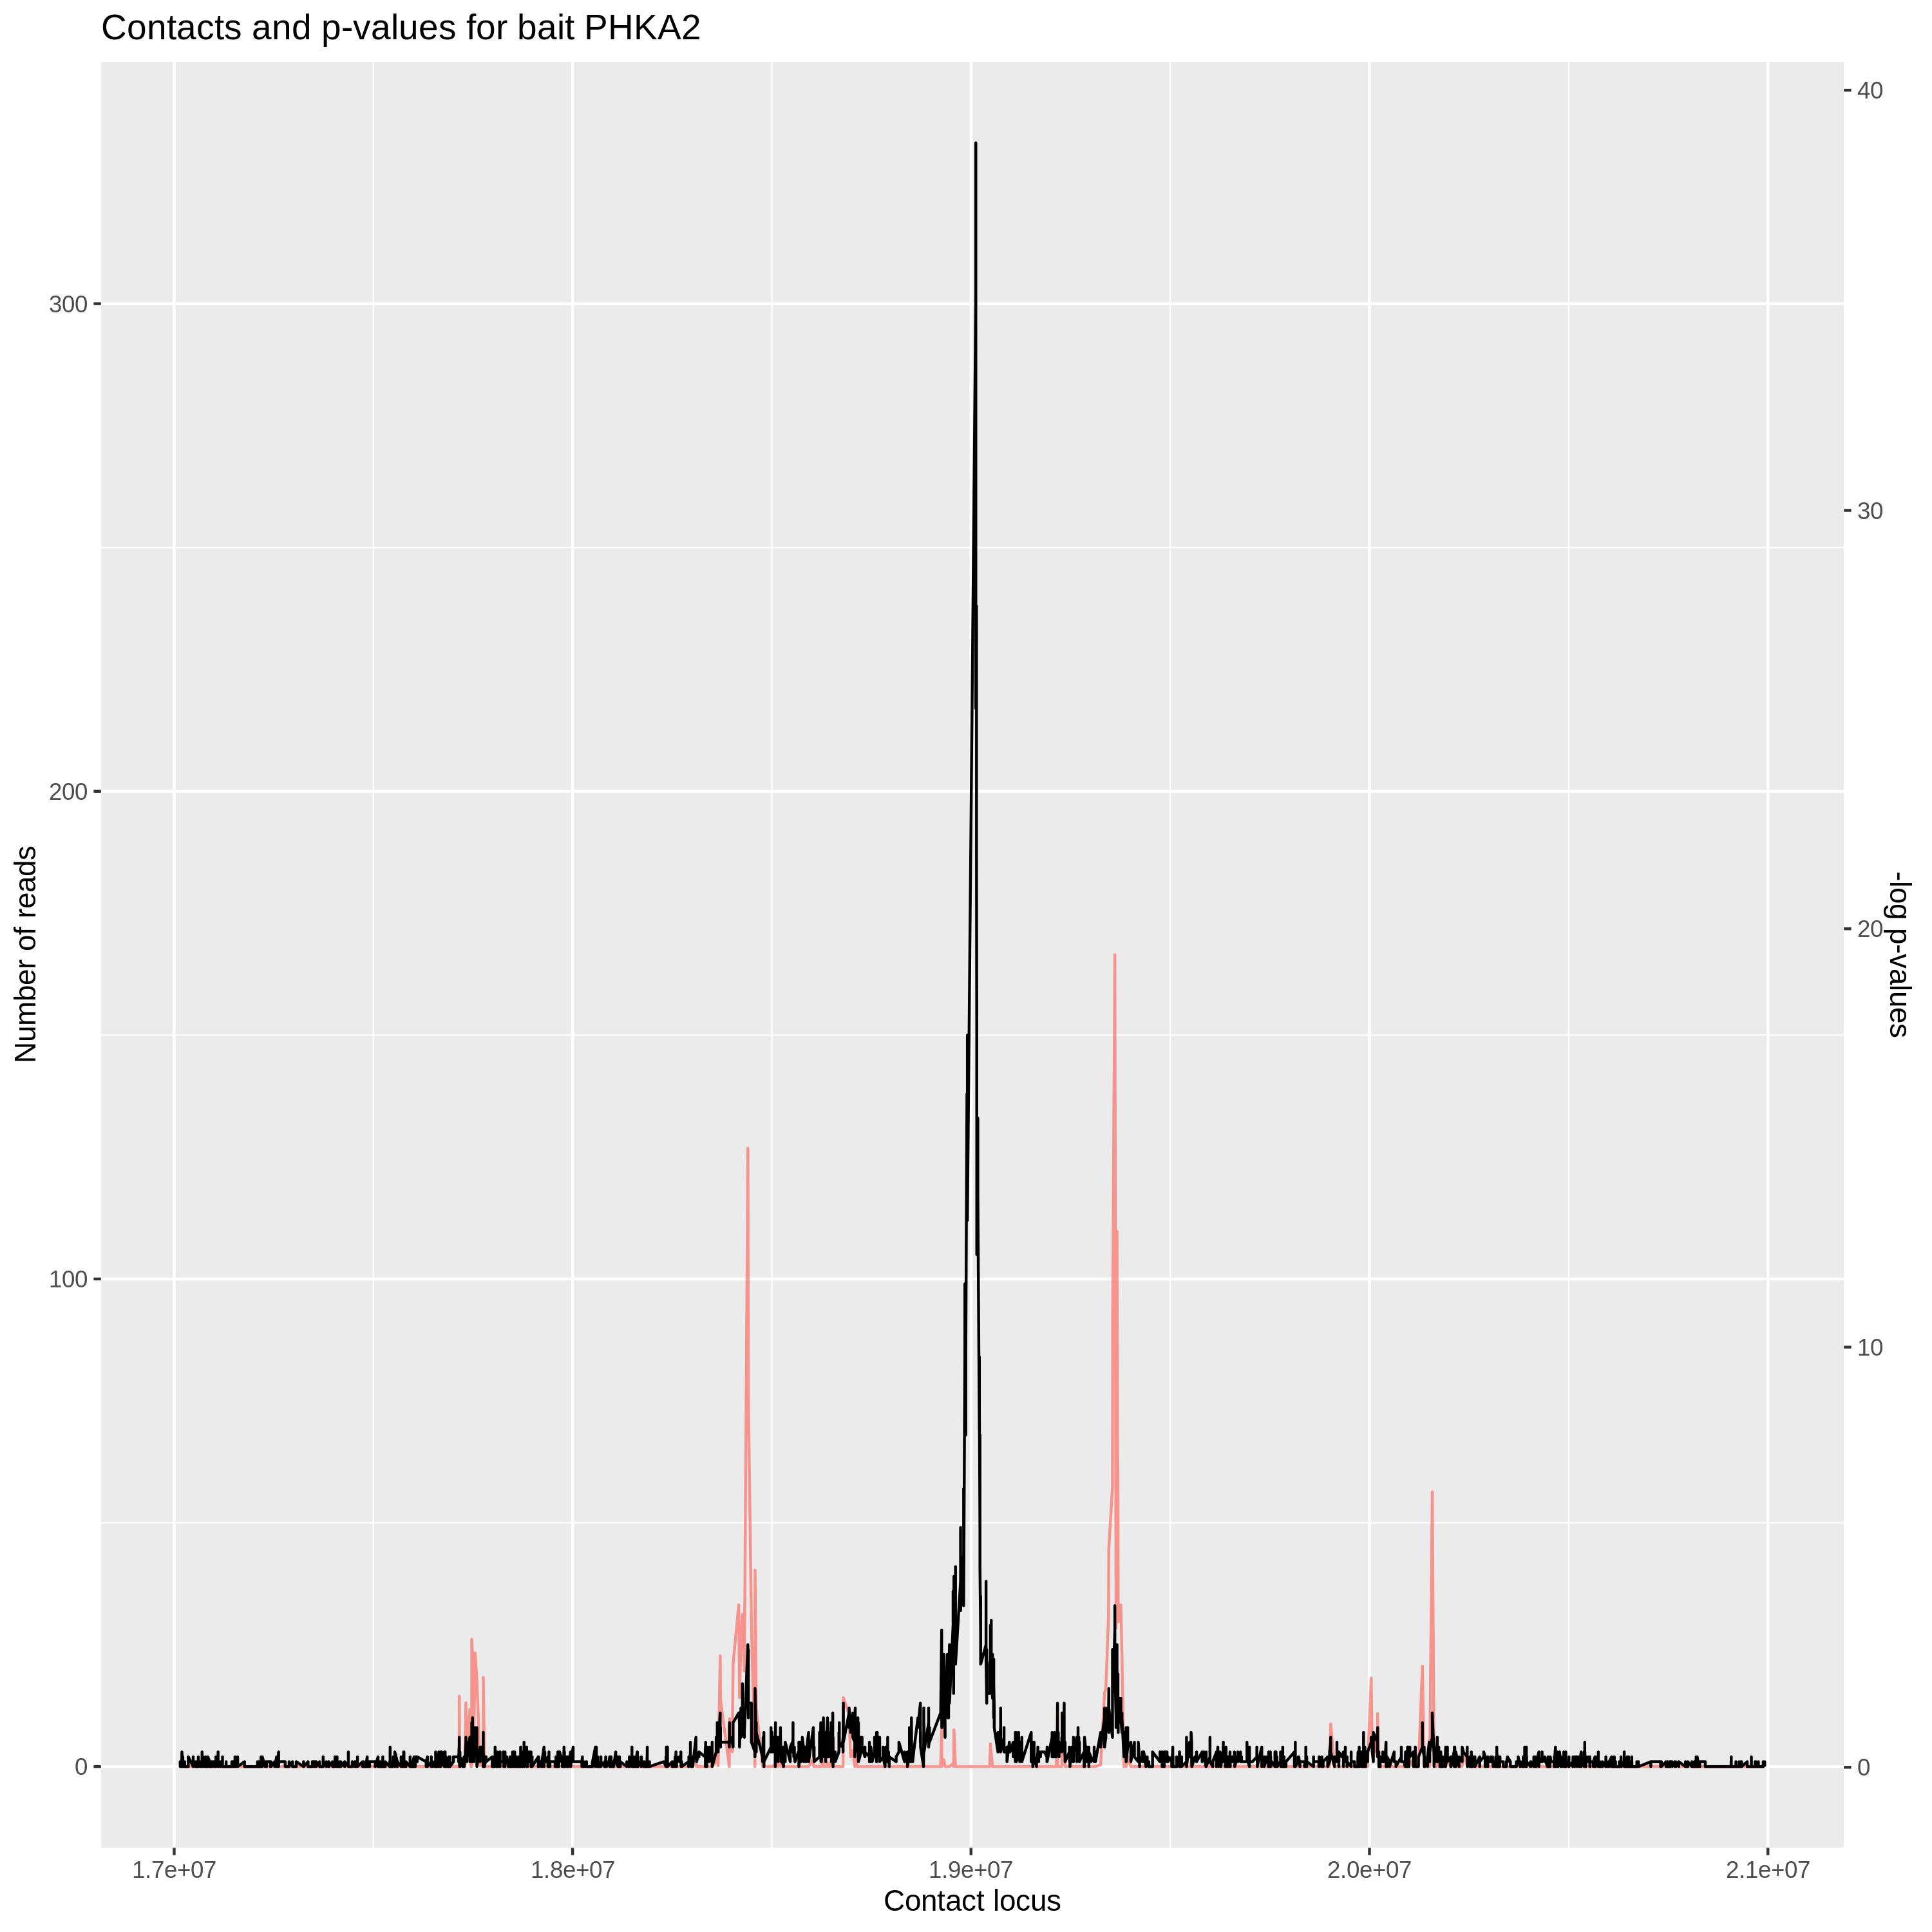 Contacts and p-values for bait PHKA2
40
300
30
200
20
100
10
0
0
Number of reads
-log p-values
1.7e+07
1.8e+07
1.9e+07
2.0e+07
2.1e+07
Contact locus